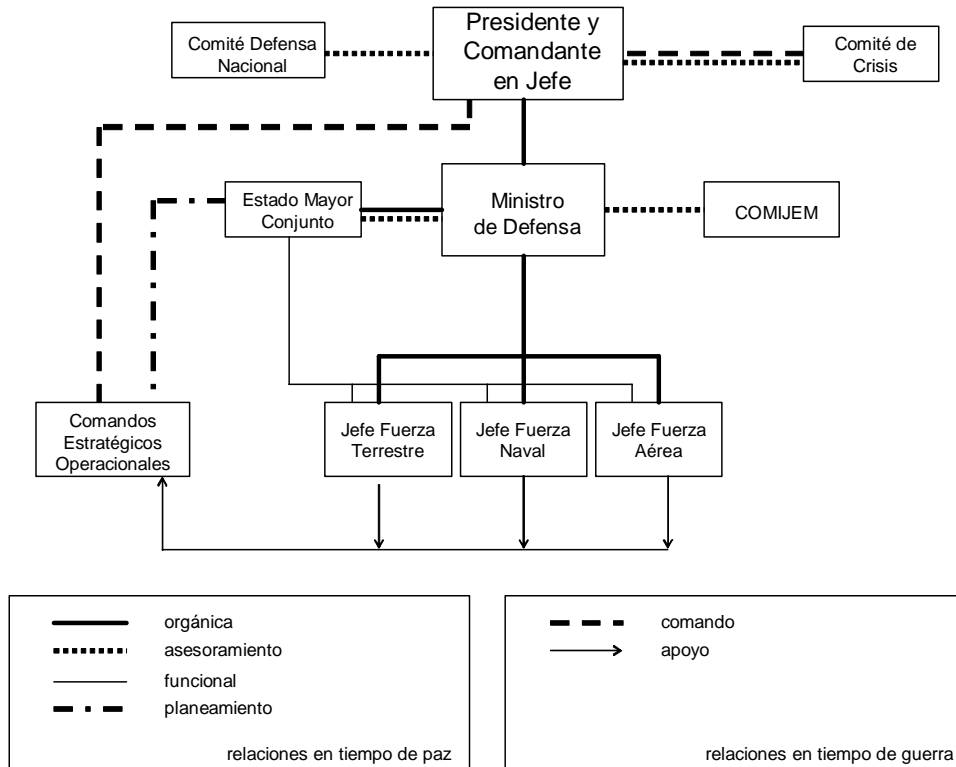 Comité Defensa
Nacional
Presidente y
Comandante
en Jefe
Comité de
Crisis
Estado Mayor
Conjunto
Ministro
de Defensa
COMIJEM
Comandos
Estratégicos
Operacionales
Jefe Fuerza
Terrestre
Jefe Fuerza
Naval
Jefe Fuerza
Aérea
orgánica
asesoramiento
funcional
planeamiento
relaciones en tiempo de paz
comando
apoyo
relaciones en tiempo de guerra